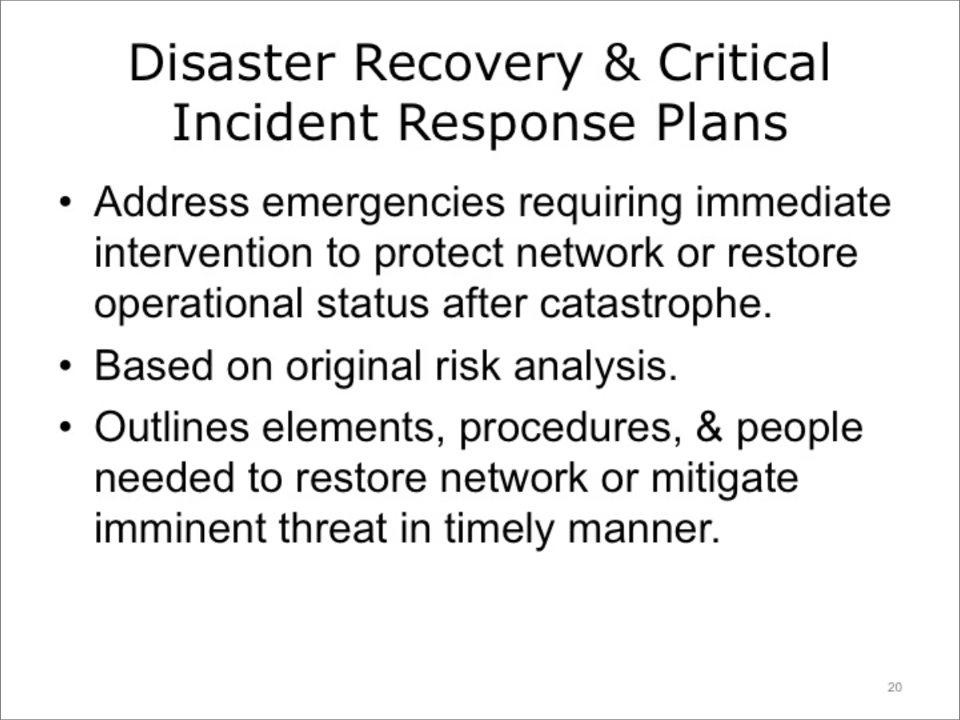 Disaster Recovery & Critical
Incident Response Plans
• Address emergencies requiring immediate
intervention to protect network or restore
operational status after catastrophe.
• Based on original risk analysis.
• Outlines elements, procedures, & people
needed to restore network or mitigate
imminent threat in timely manner.
20